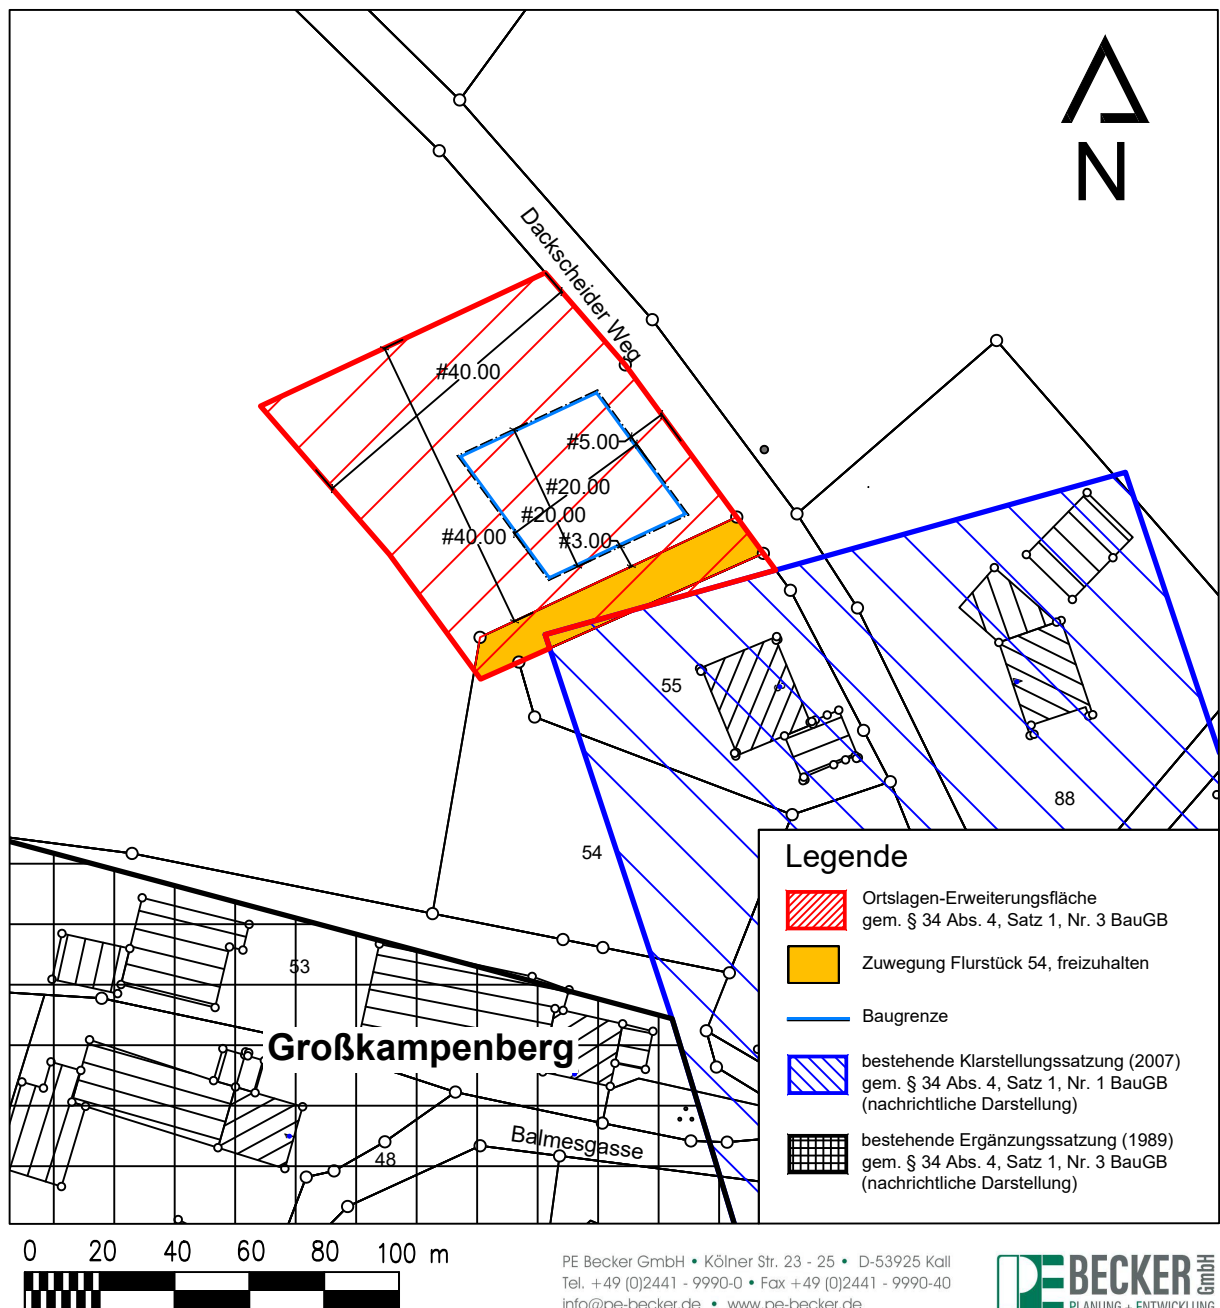 N
Dackscheider Weg
#40.00
#5.00
#20.00
#20.00
#40.00
#3.00
55
88
54
53
Großkampenberg
Balmesgasse
48
Legende
Ortslagen-Erweiterungsfläche
gem. § 34 Abs. 4, Satz 1, Nr. 3 BauGB
Zuwegung Flurstück 54, freizuhalten
Baugrenze
bestehende Klarstellungssatzung (2007)
gem. § 34 Abs. 4, Satz 1, Nr. 1 BauGB
(nachrichtliche Darstellung)
bestehende Ergänzungssatzung (1989)
gem. § 34 Abs. 4, Satz 1, Nr. 3 BauGB
(nachrichtliche Darstellung)
0 20 40 60 80 100 m
PE Becker GmbH • Kölner Str. 23 - 25 • D-53925 Kall
Tel. +49 (0)2441 - 9990-0 • Fax +49 (0)2441 - 9990-40
info@pe-becker.de • www.pe-becker.de
PE BECKER GmbH
PLANUNG + ENTWICKLUNG